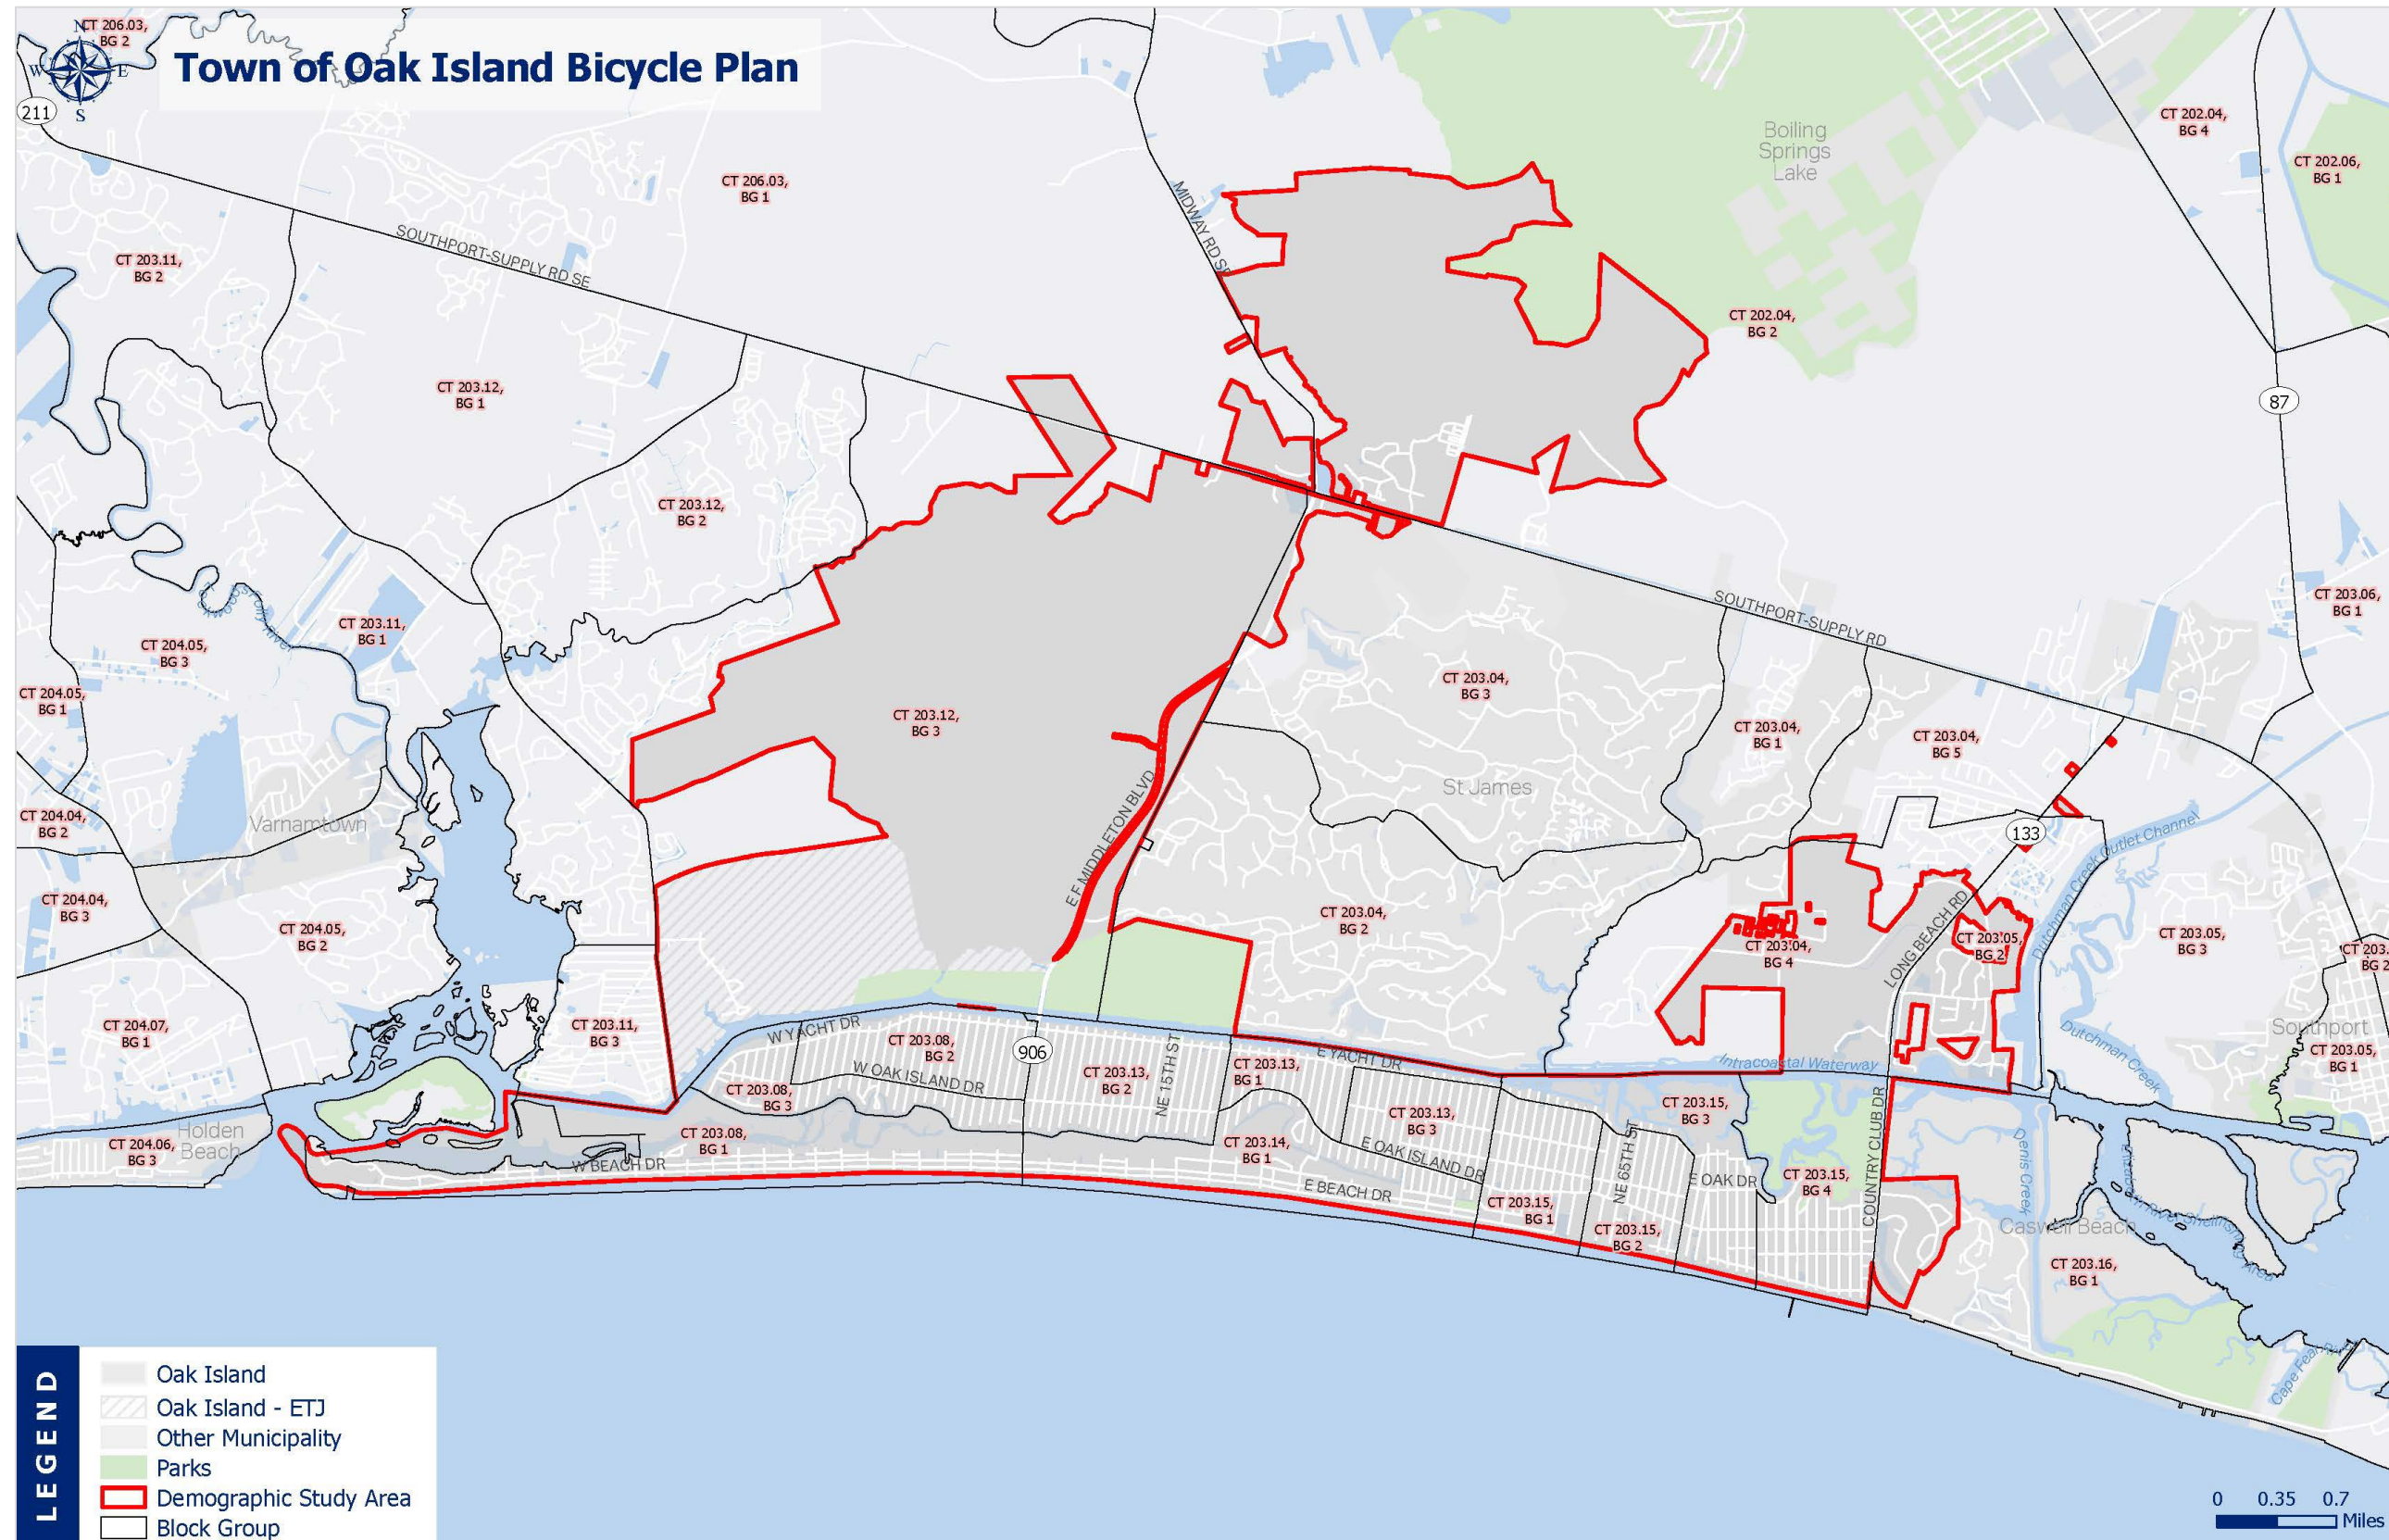 Town of Oak Island Bicycle Plan
N
W
E
S
CT 206.03,
BG 2
211
CT 206.03,
BG 1
MIDWAY RD SE
Boiling
Springs
Lake
CT 202.04,
BG 4
CT 202.06,
BG 1
CT 203.11,
BG 2
SOUTHPORT-SUPPLY RD SE
CT 202.04,
BG 2
CT 203.12,
BG 1
87
CT 203.12,
BG 2
SOUTHPORT-SUPPLY RD
CT 203.06,
BG 1
CT 203.11,
BG 1
CT 204.05,
BG 3
CT 204.05,
BG 1
CT 203.12,
BG 3
CT 203.04,
BG 3
CT 203.04,
BG 1
CT 203.04,
BG 5
St James
E F MIDDLETON BLVD
CT 204.04,
BG 2
Varnamtown
133
Dutchman Creek Outlet Channel
CT 204.04,
BG 3
CT 204.05,
BG 2
CT 203.04,
BG 2
CT 203.04,
BG 4
LONG BEACH RD
CT 203.05,
BG 2
CT 203.05,
BG 3
CT 203.
BG 2
CT 204.07,
BG 1
CT 203.11,
BG 3
W YACHT DR
CT 203.08,
BG 2
906
NE 15TH ST
E YACHT DR
Intracoastal Waterway
Dutchman Creek
Southport
CT 203.05,
BG 1
W OAK ISLAND DR
CT 203.13,
BG 2
CT 203.13,
BG 1
CT 203.08,
BG 3
CT 203.13,
BG 3
CT 203.15,
BG 3
COUNTRY CLUB DR
Holden
Beach
CT 204.06,
BG 3
CT 203.08,
BG 1
CT 203.14,
BG 1
E OAK ISLAND DR
NE 65TH ST
W BEACH DR
E BEACH DR
E OAK DR
CT 203.15,
BG 4
CT 203.15,
BG 1
CT 203.15,
BG 2
Denis Creek
Caswell Beach
CT 203.16,
BG 1
LEGEND
Oak Island
Oak Island - ETJ
Other Municipality
Parks
Demographic Study Area
Block Group
0 0.35 0.7
Miles